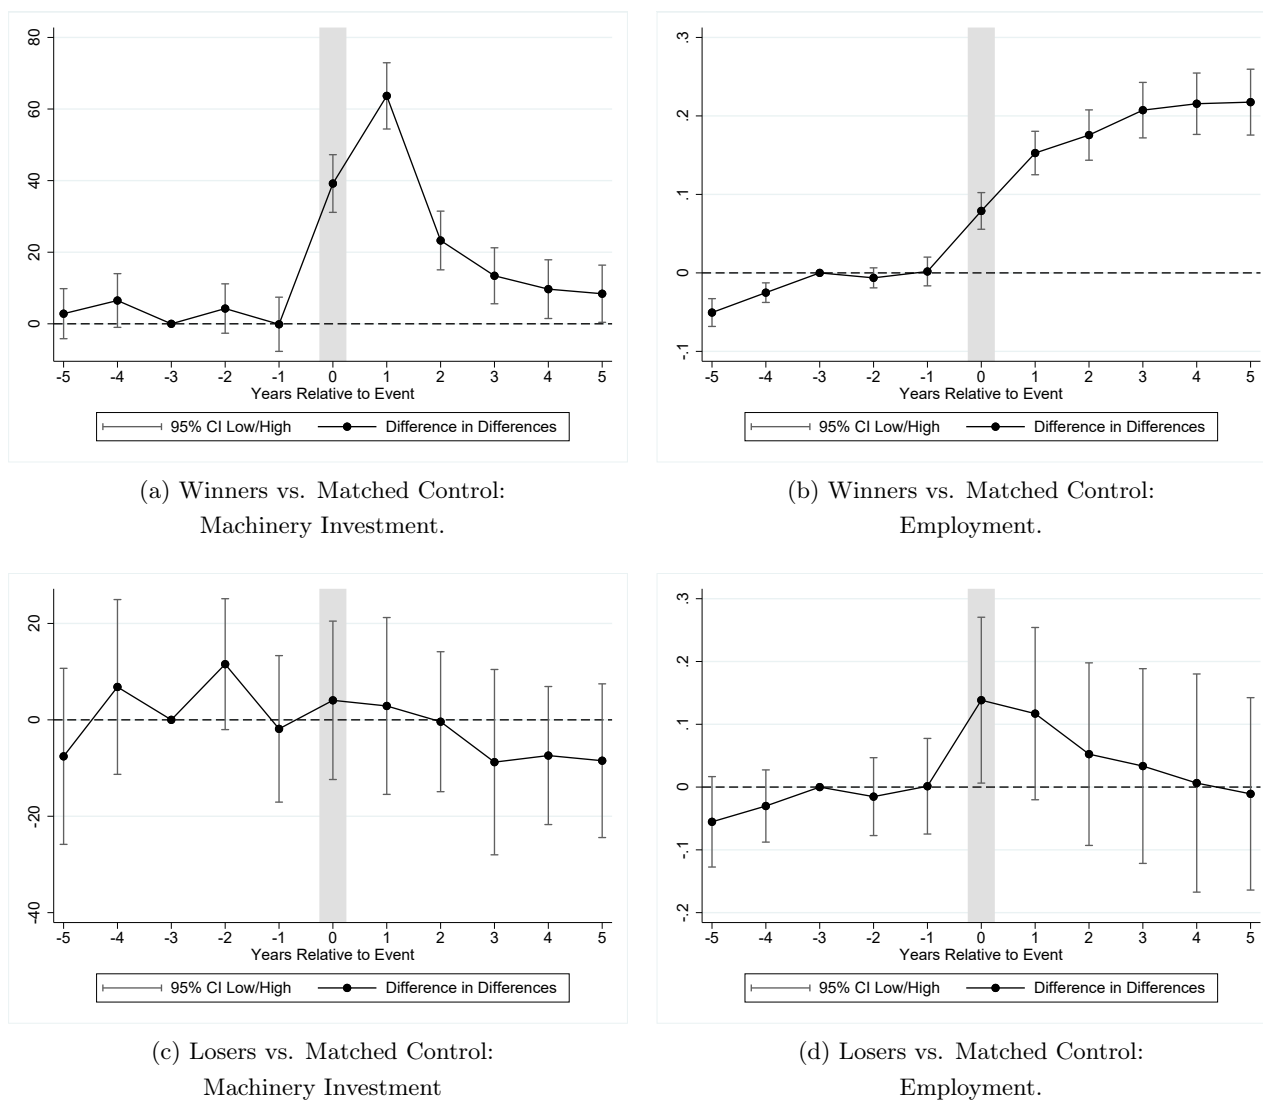 80
60
40
20
0
-5 -4 -3 -2 -1 0 1 2 3 4 5
Years Relative to Event
95% CI Low/High Difference in Differences
(a) Winners vs. Matched Control:
Machinery Investment.
.3
.2
.1
0
-.1
-5 -4 -3 -2 -1 0 1 2 3 4 5
Years Relative to Event
95% CI Low/High Difference in Differences
(b) Winners vs. Matched Control:
Employment.
20
0
-20
-40
-5 -4 -3 -2 -1 0 1 2 3 4 5
Years Relative to Event
95% CI Low/High Difference in Differences
(c) Losers vs. Matched Control:
Machinery Investment
.3
.2
.1
0
-.1
-.2
-5 -4 -3 -2 -1 0 1 2 3 4 5
Years Relative to Event
95% CI Low/High Difference in Differences
(d) Losers vs. Matched Control:
Employment.